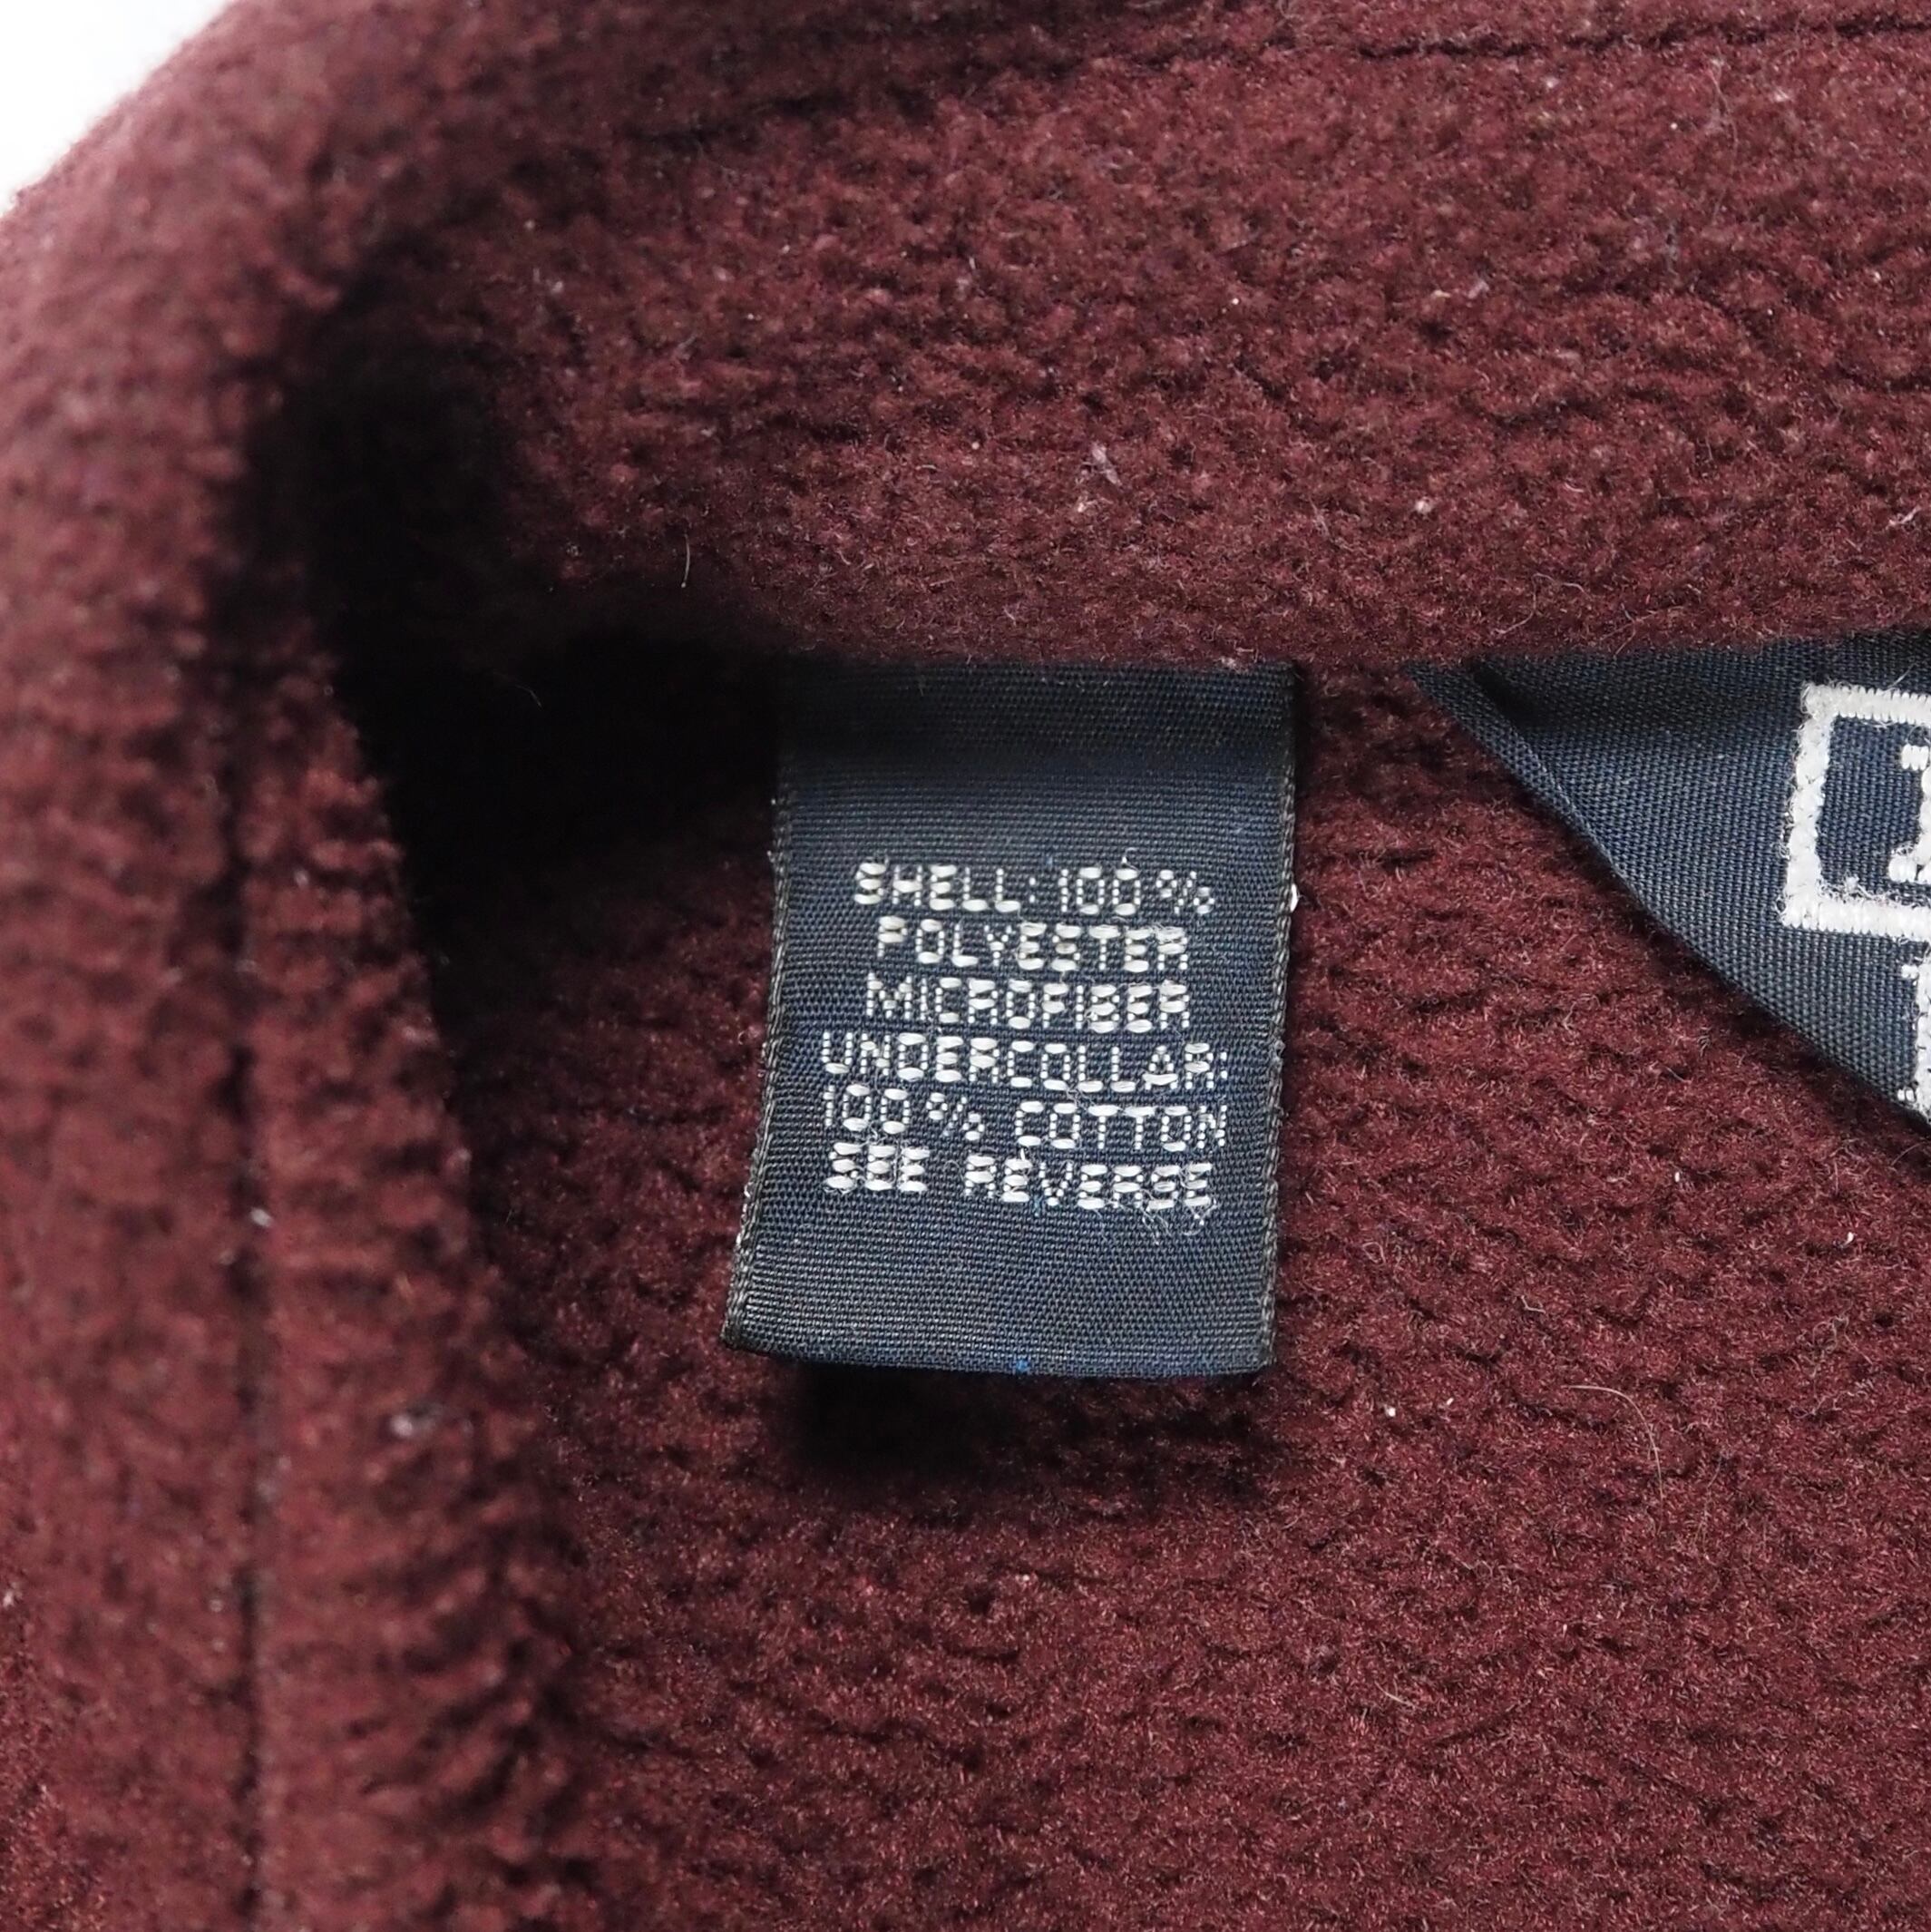 SHELL: 100%
POLYESTER
MICROFIBER
UNDERCOLLAR:
100% COTTON
SEE REVERSE